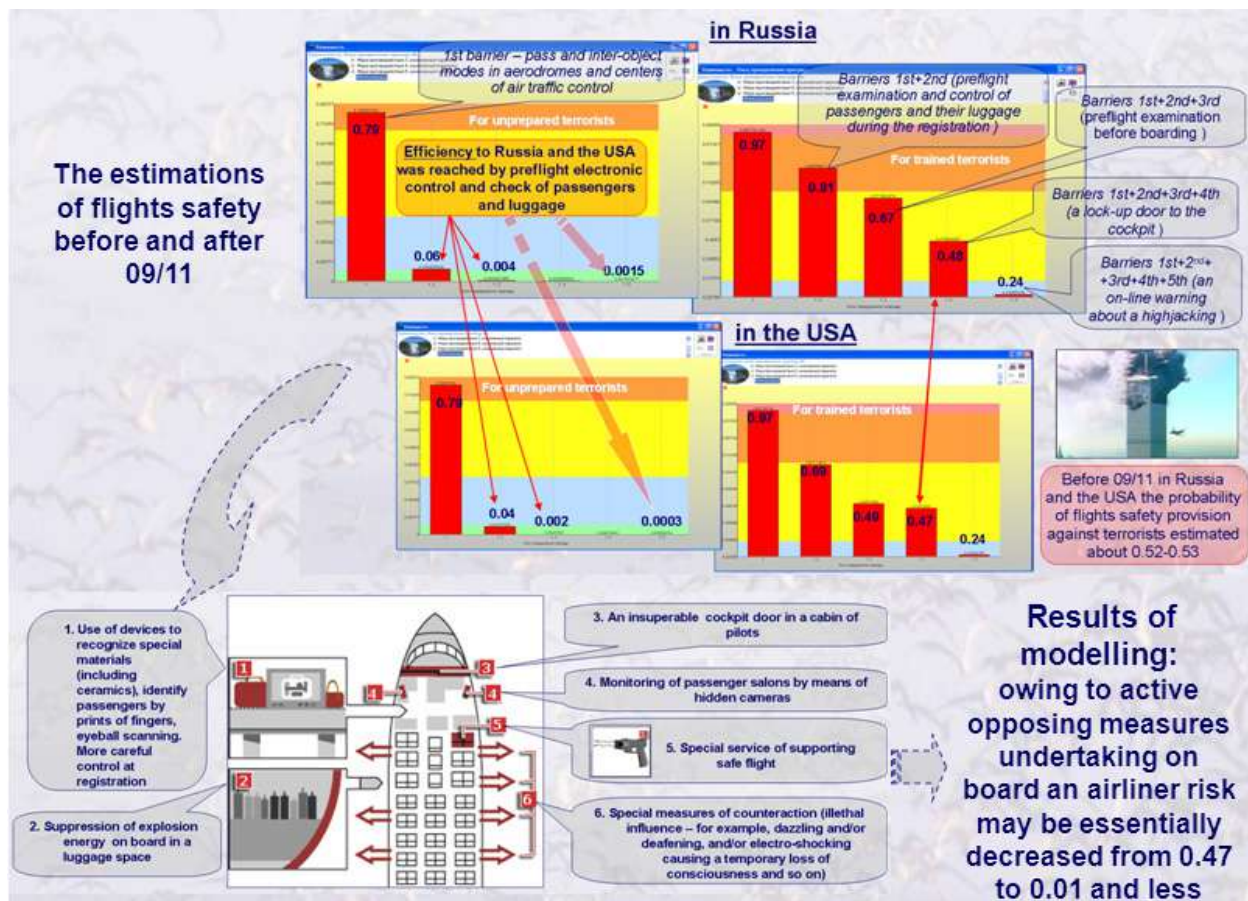 in Russia
1st barrier – pass and inter-object
modes in aerodromes and centers
of air traffic control
For unprepared terrorists
0.79
Efficiency to Russia and the USA
was reached by preflight electronic
control and check of passengers
and luggage
0.06
0.004
0.0015
Barriers 1st+2nd (preflight
examination and control of
passengers and their luggage
during the registration )
Barriers 1st+2nd+3rd
(preflight examination
before boarding )
For trained terrorists
0.97
0.81
0.67
0.48
0.24
Barriers 1st+2nd+3rd+4th
(a lock-up door to the
cockpit )
Barriers 1st+2nd+
+3rd+4th+5th (an
on-line warning
about a highjacking )
The estimations
of flights safety
before and after
09/11
in the USA
For unprepared terrorists
0.79
0.04
0.002
0.0003
For trained terrorists
0.97
0.69
0.49
0.47
0.24
Before 09/11 in Russia
and the USA the probability
of flights safety provision
against terrorists estimated
about 0.52-0.53
1. Use of devices to
recognize special
materials
(including
ceramics), identify
passengers by
prints of fingers,
eyeball scanning.
More careful
control at
registration
2. Suppression of explosion
energy on board in a
luggage space
1
2
3
4
4
5
6
3. An insuperable cockpit door in a cabin of
pilots
4. Monitoring of passenger salons by means of
hidden cameras
5. Special service of supporting
safe flight
6. Special measures of counteraction (illethal
influence – for example, dazzling and/or
deafening, and/or electro-shocking
causing a temporary loss of
consciousness and so on)
Results of
modelling:
owing to active
opposing measures
undertaking on
board an airliner risk
may be essentially
decreased from 0.47
to 0.01 and less